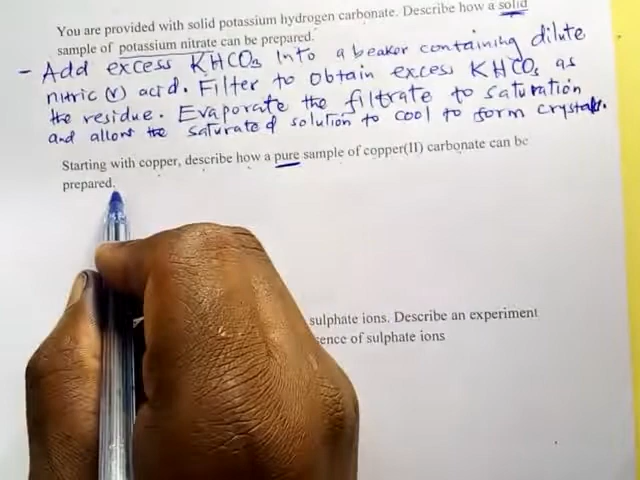 You are provided with solid potassium hydrogen carbonate. Describe how a solid
sample of potassium nitrate can be prepared.
- Add excess KHCO3 into a beaker containing dilute
nitric (V) acid. Filter to obtain excess KHCO3 as
the residue. Evaporate the filtrate to saturation
and allow the saturated solution to cool to form crystals.
Starting with copper, describe how a pure sample of copper(II) carbonate can be
prepared.
sulphate ions. Describe an experiment
sence of sulphate ions